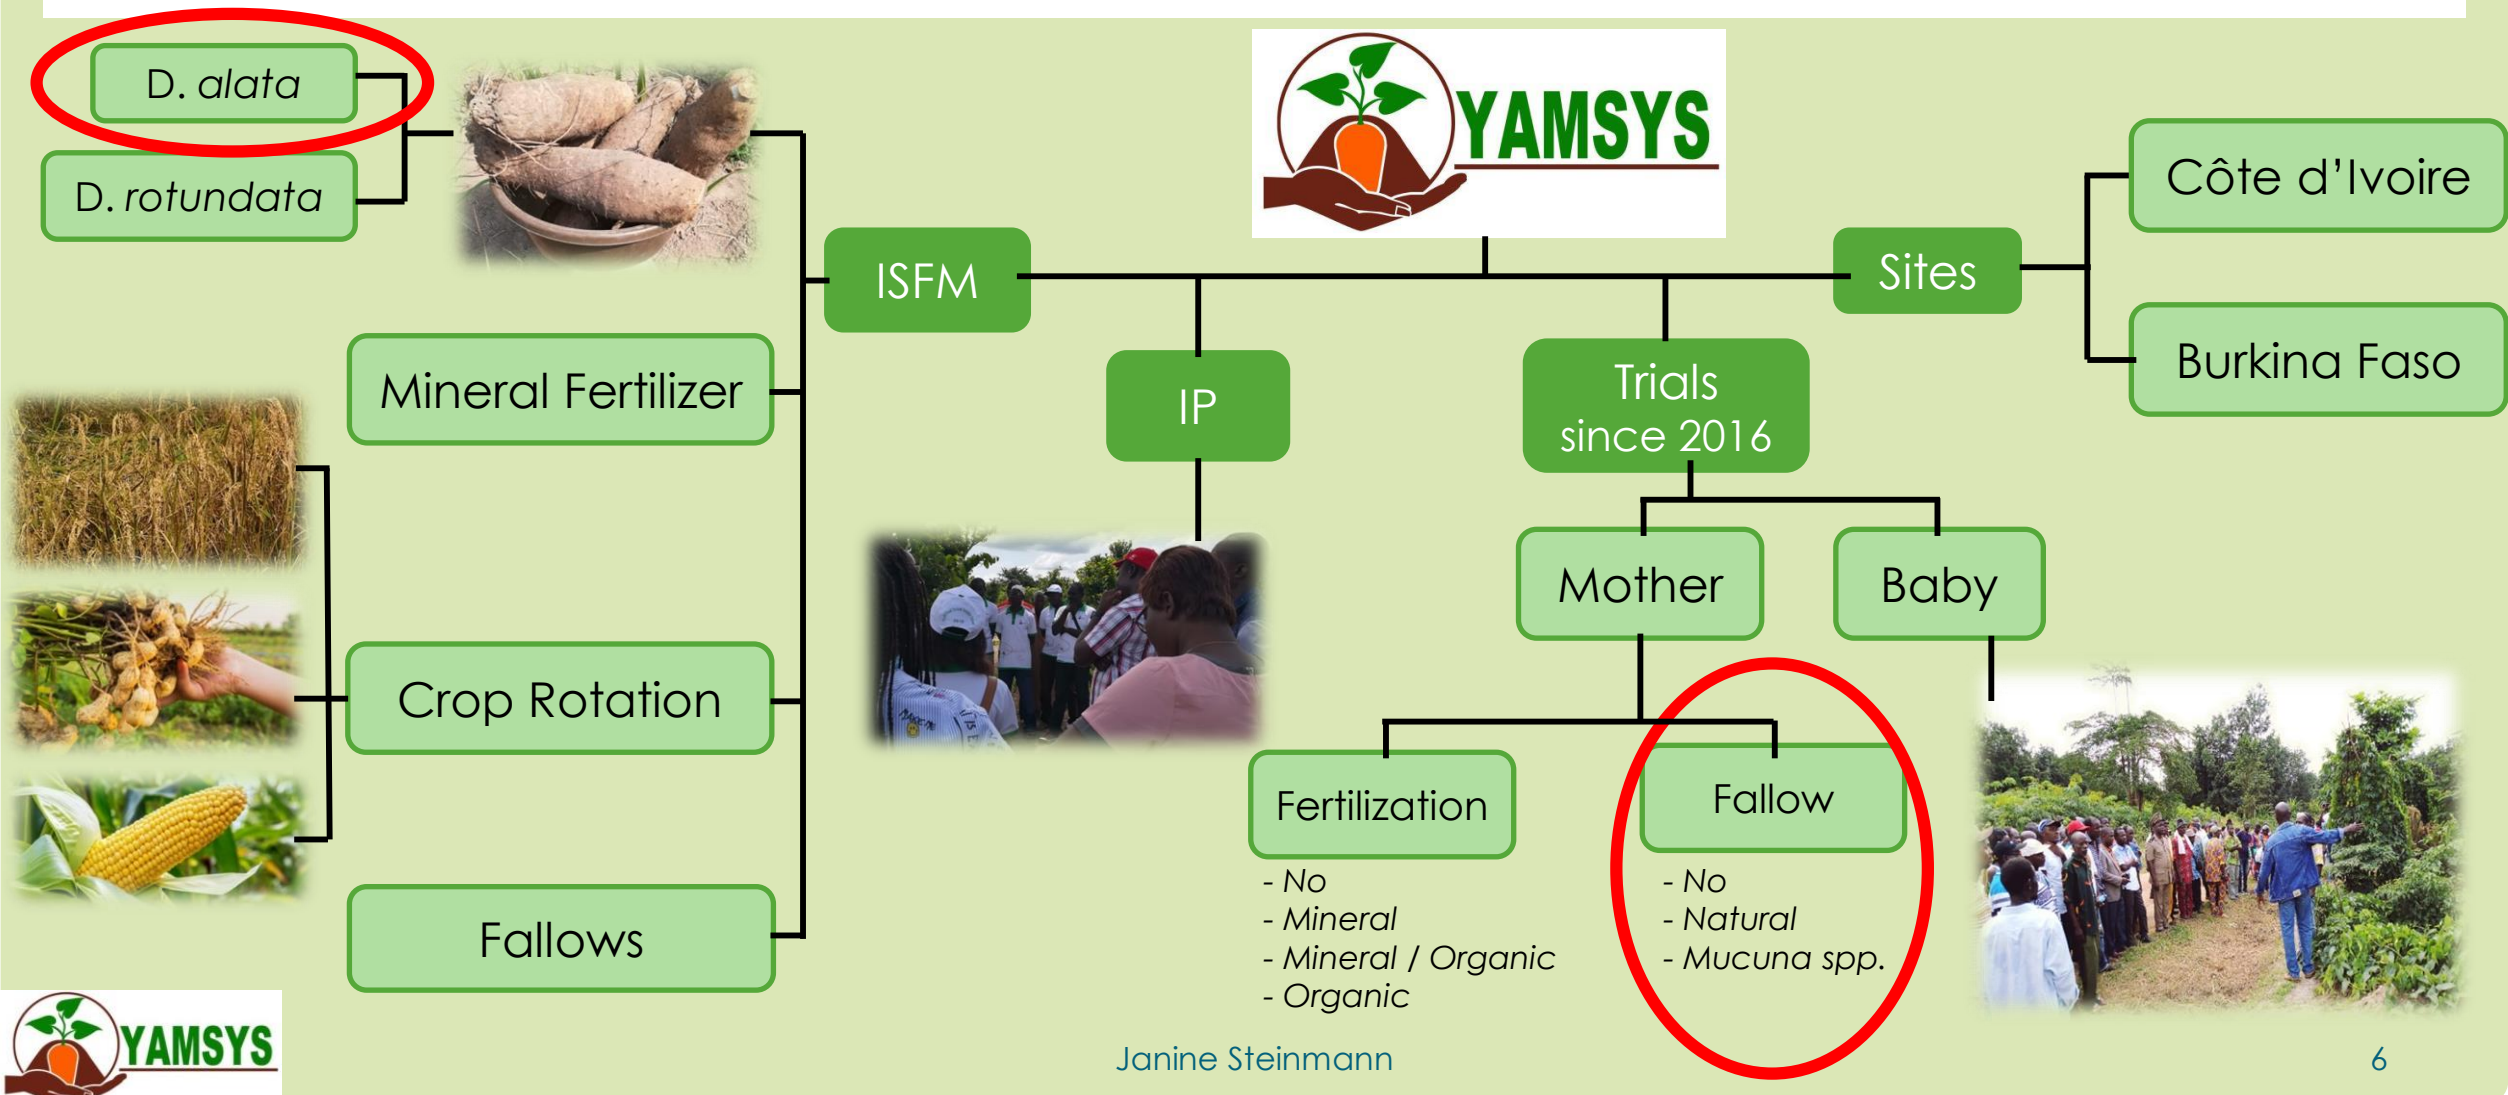 D. alata
D. rotundata
YAMSYS
Côte d’Ivoire
ISFM
Sites
Mineral Fertilizer
IP
Trials
since 2016
Burkina Faso
Mother
Baby
Crop Rotation
Fertilization
Fallow
- No
- Mineral
- Mineral / Organic
- Organic
- No
- Natural
- Mucuna spp.
Fallows
YAMSYS
Janine Steinmann
6